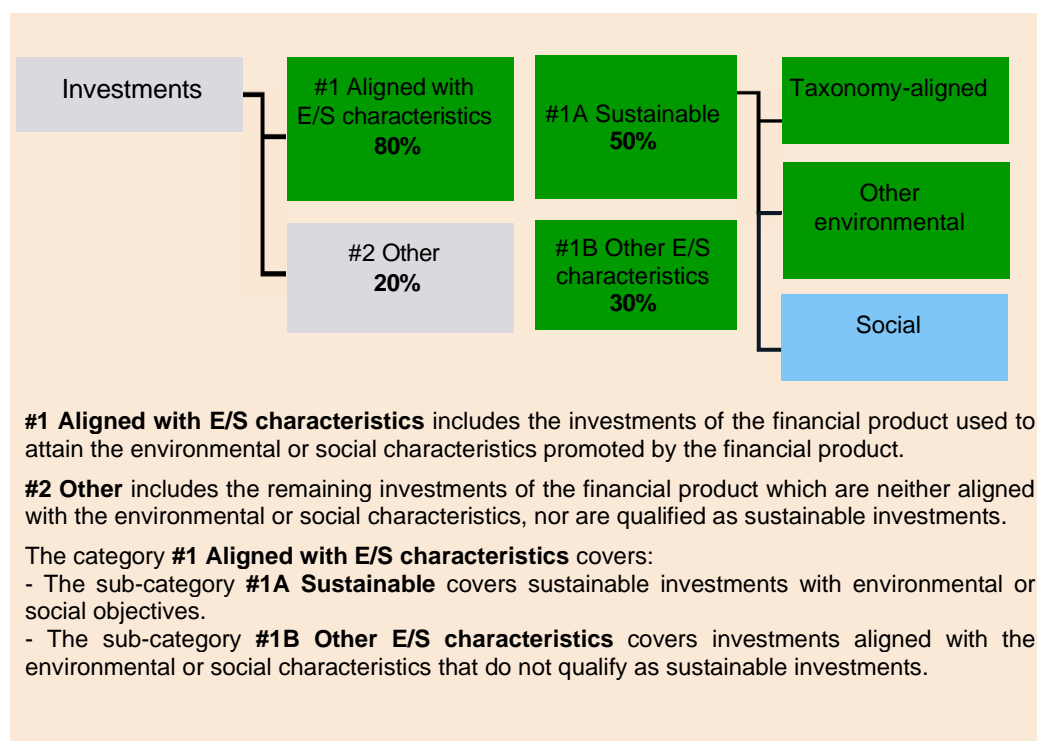 Investments
#1 Aligned with
E/S characteristics
80%
#2 Other
20%
#1A Sustainable
50%
#1B Other E/S
characteristics
30%
Taxonomy-aligned
Other
environmental
Social
#1 Aligned with E/S characteristics includes the investments of the financial product used to
attain the environmental or social characteristics promoted by the financial product.
#2 Other includes the remaining investments of the financial product which are neither aligned
with the environmental or social characteristics, nor are qualified as sustainable investments.
The category #1 Aligned with E/S characteristics covers:
- The sub-category #1A Sustainable covers sustainable investments with environmental or
social objectives.
- The sub-category #1B Other E/S characteristics covers investments aligned with the
environmental or social characteristics that do not qualify as sustainable investments.